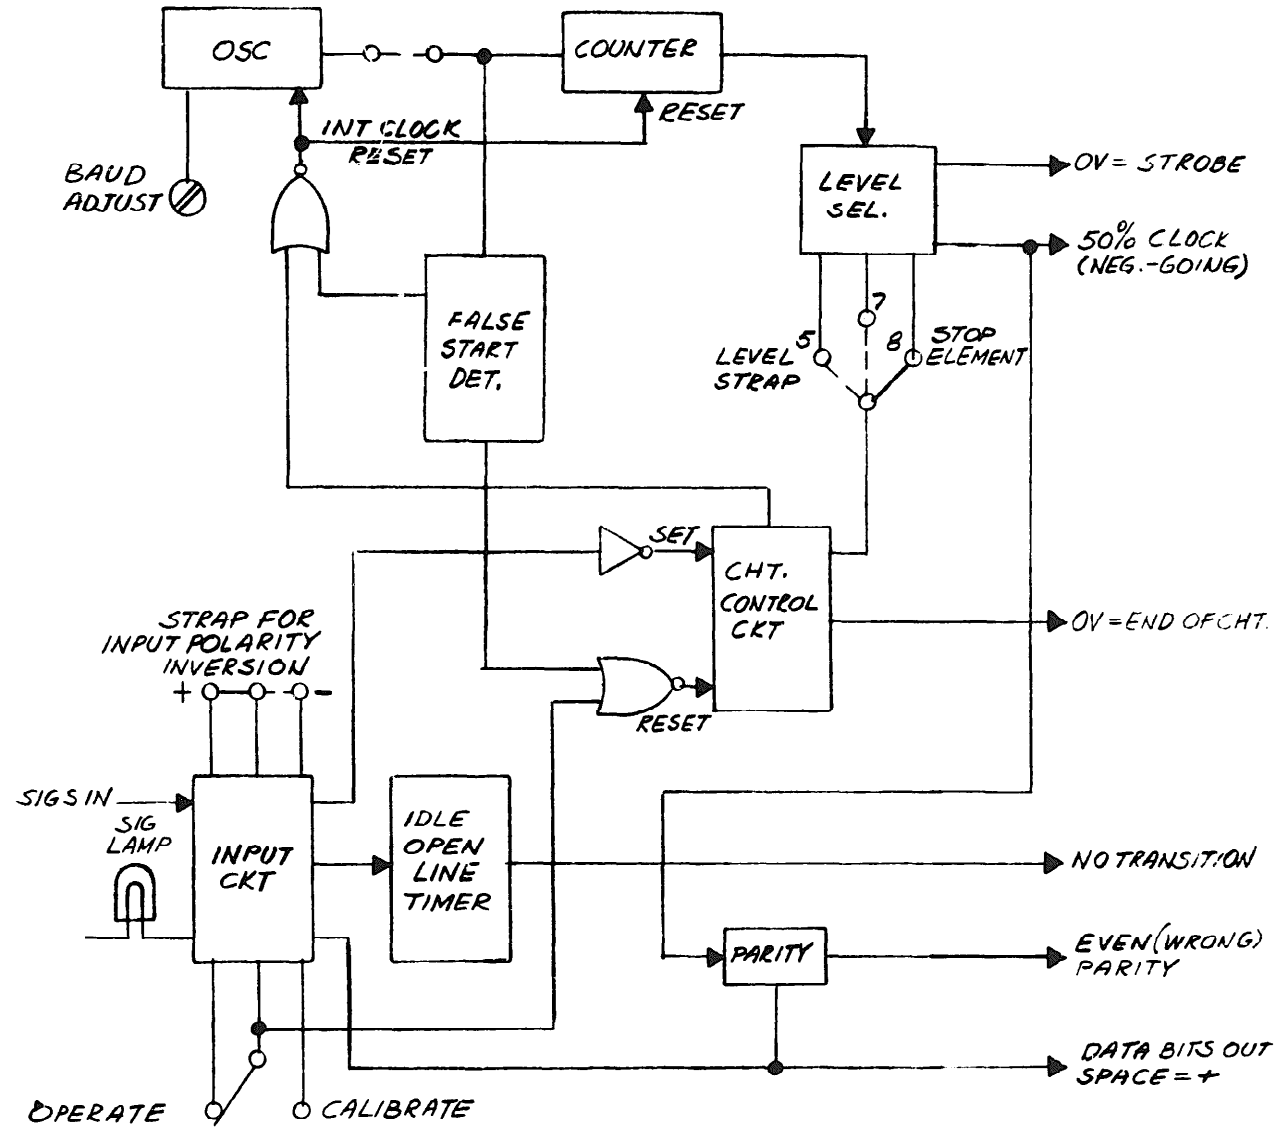 OSC
COUNTER
RESET
INT CLOCK
RESET
BAUD
ADJUST
LEVEL
SEL.
0V = STROBE
50% CLOCK
(NEG.-GOING)
FALSE
START
DET.
7
5
8
STOP
ELEMENT
LEVEL
STRAP
SET
CHT.
CONTROL
CKT
0V = END OF CHT.
STRAP FOR
INPUT POLARITY
INVERSION
+
-
RESET
SIGS IN
SIG
LAMP
INPUT
CKT
IDLE
OPEN
LINE
TIMER
NO TRANSITION
PARITY
EVEN (WRONG)
PARITY
DATA BITS OUT
SPACE = +
OPERATE
CALIBRATE